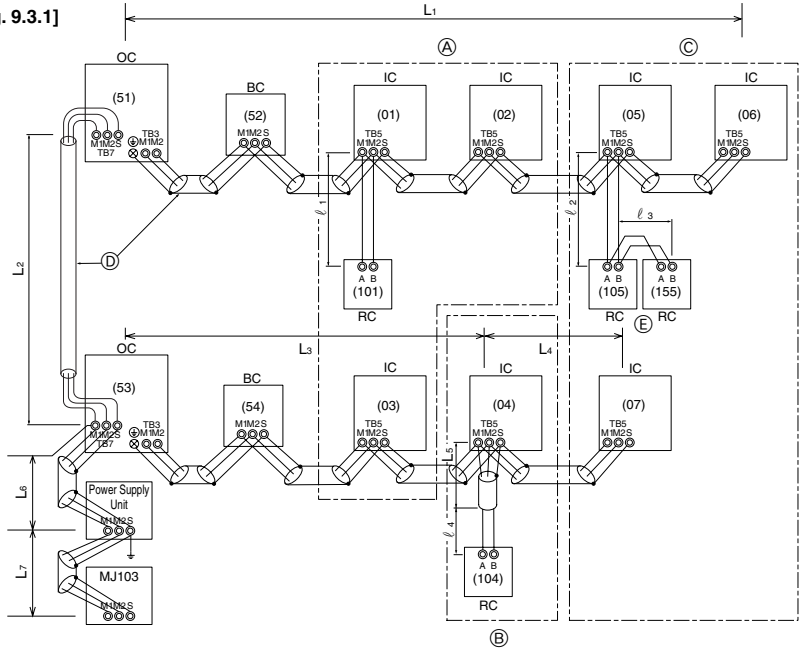 g. 9.3.1]
L1
A
C
OC
BC
IC
IC
IC
IC
(51)
(52)
(01)
(02)
(05)
(06)
M1M2S
TB7
TB3
M1M2
M1M2S
TB5
M1M2S
TB5
M1M2S
TB5
M1M2S
TB5
M1M2S
L2
D
ℓ1
ℓ2
ℓ3
A B
(101)
RC
A B
(105)
RC
A B
(155)
RC
E
L3
L4
OC
BC
IC
IC
IC
(53)
(54)
(03)
(04)
(07)
M1M2S
TB7
TB3
M1M2
M1M2S
TB5
M1M2S
TB5
M1M2S
TB5
M1M2S
L5
L6
Power Supply
Unit
M1M2S
ℓ4
A B
(104)
RC
L7
MJ103
M1M2S
B